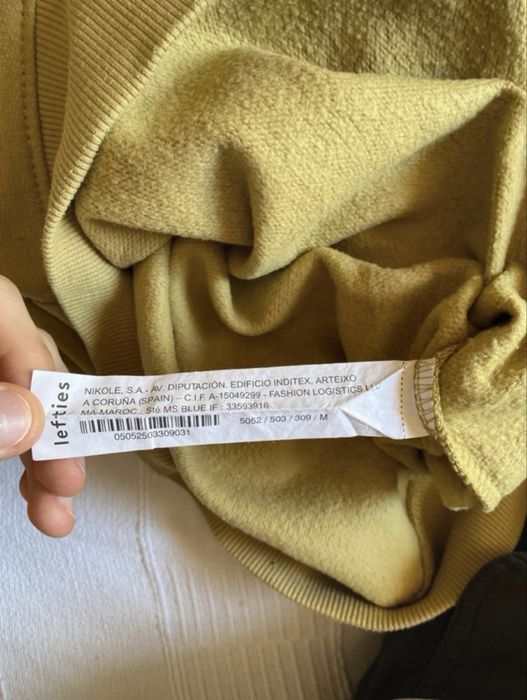 lefties
NIKOLE, S.A.- AV. DIPUTACIÓN, EDIFICIO INDITEX, ARTEIXO
A CORUÑA (SPAIN) – C.I.F. A-15049299 - FASHION LOGISTICS
MA-MAROC . Sté MS BLUE IF : 33593916
05052503309031
5052 / 503 / 309 / M